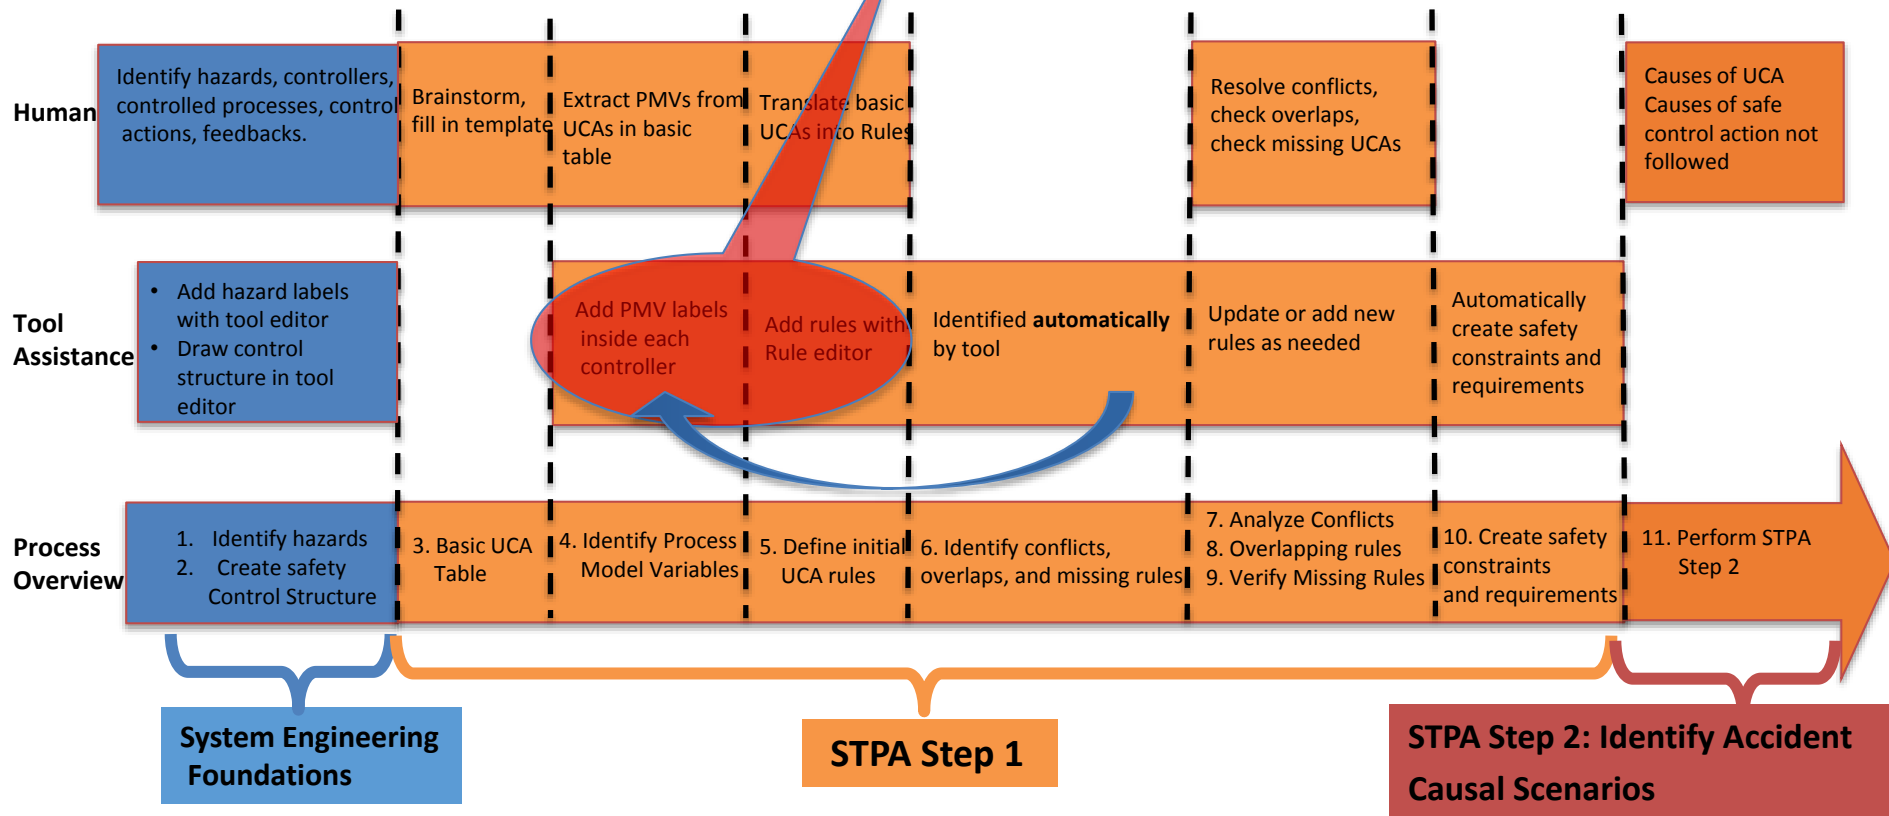 Human
Identify hazards, controllers,
controlled processes, control
actions, feedbacks.
Brainstorm,
fill in template
Extract PMVs from
UCAs in basic
table
Translate basic
UCAs into Rules
Resolve conflicts,
check overlaps,
check missing UCAs
Causes of UCA
Causes of safe
control action not
followed
Tool
Assistance
• Add hazard labels
with tool editor
• Draw control
structure in tool
editor
Add PMV labels
inside each
controller
Add rules with
Rule editor
Identified automatically
by tool
Update or add new
rules as needed
Automatically
create safety
constraints and
requirements
Process
Overview
1. Identify hazards
2. Create safety
Control Structure
3. Basic UCA
Table
4. Identify Process
Model Variables
5. Define initial
UCA rules
6. Identify conflicts,
overlaps, and missing rules
7. Analyze Conflicts
8. Overlapping rules
9. Verify Missing Rules
10. Create safety
constraints
and requirements
11. Perform STPA
Step 2
System Engineering
Foundations
STPA Step 1
STPA Step 2: Identify Accident
Causal Scenarios